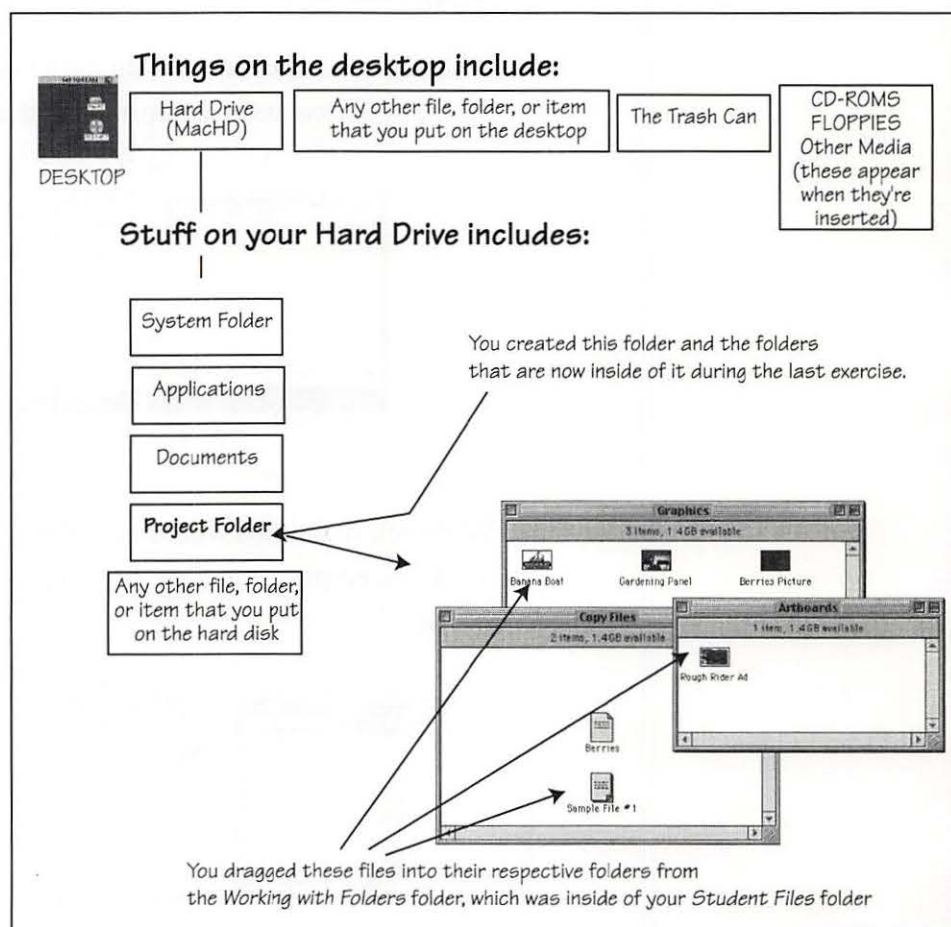 Things on the desktop include:
Hard Drive
(MacHD)
Any other file, folder, or item
that you put on the desktop
The Trash Can
CD-ROMS
FLOPPIES
Other Media
(these appear
when they're
inserted)
DESKTOP
Stuff on your Hard Drive includes:
System Folder
Applications
Documents
Project Folder
Any other file, folder,
or item that you put
on the hard disk
You created this folder and the folders
that are now inside of it during the last exercise.
Graphics
3 items, 1.4GB available
Banana Boat
Gardening Panel
Berries Picture
Copy Files
2 items, 1.4GB available
Berries
Sample File #1
Artboards
1 item, 1.4GB available
Rough Rider Ad
You dragged these files into their respective folders from
the Working with Folders folder, which was inside of your Student Files folder